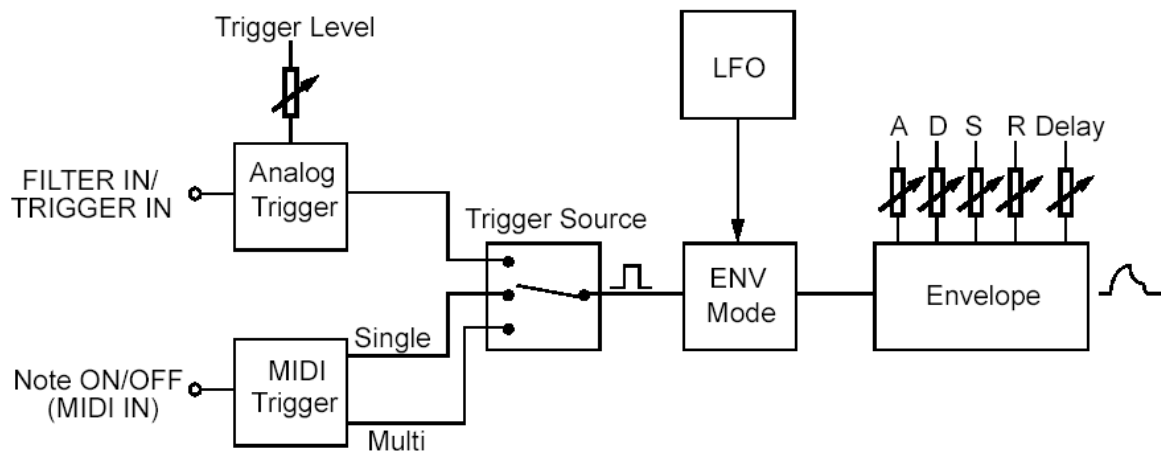 Trigger Level
LFO
A D S R Delay
FILTER IN/
TRIGGER IN
Analog
Trigger
Trigger Source
ENV
Mode
Envelope
Single
Note ON/OFF
(MIDI IN)
MIDI
Trigger
Multi